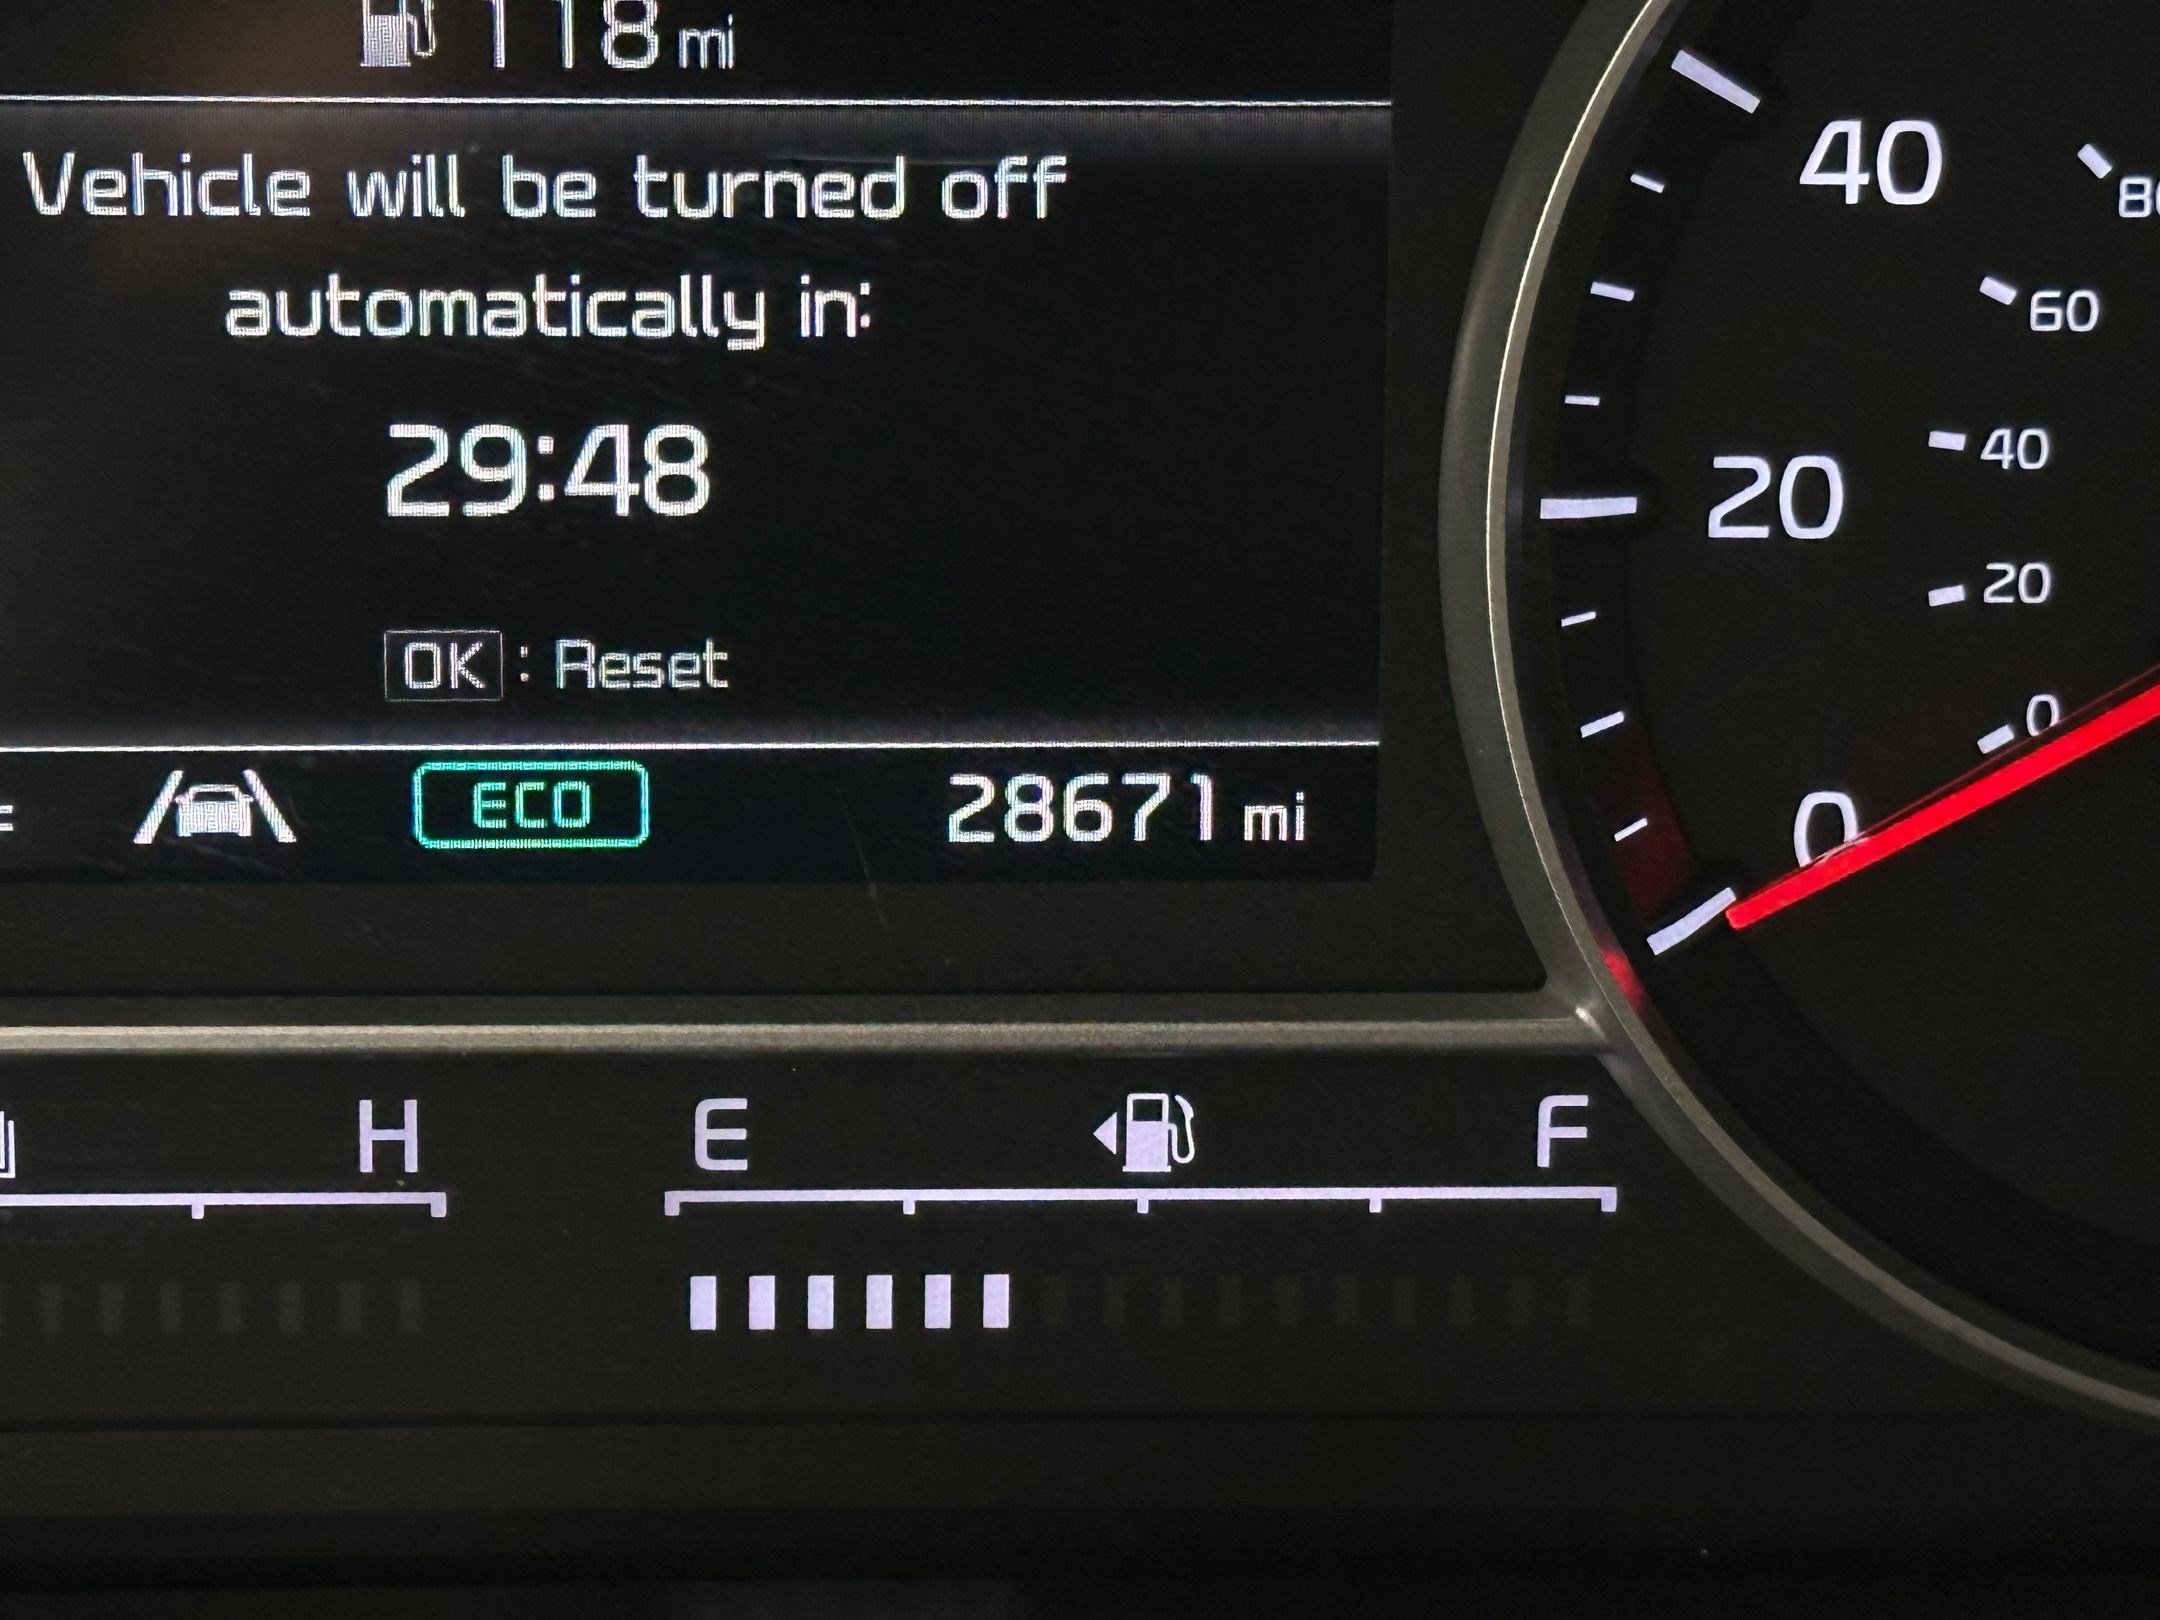 118 mi
Vehicle will be turned off
automatically in:
29:48
OK : Reset
ECO
28671 mi
40
20
0
60
40
20
0
H
E
F